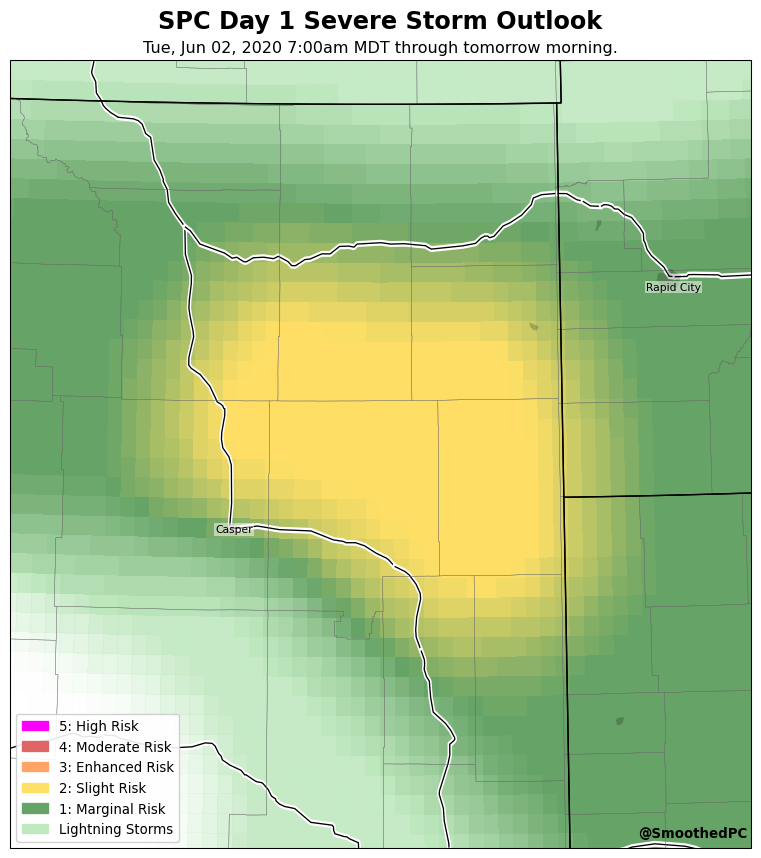 SPC Day 1 Severe Storm Outlook
Tue, Jun 02, 2020 7:00am MDT through tomorrow morning.
Rapid City
Casper
5: High Risk
4: Moderate Risk
3: Enhanced Risk
2: Slight Risk
1: Marginal Risk
Lightning Storms
@SmoothedPC